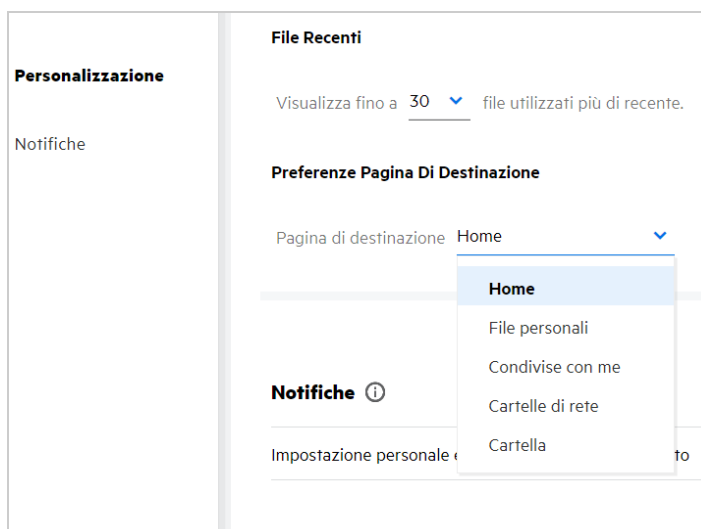 File Recenti
Personalizzazione
Visualizza fino a 30 file utilizzati più di recente.
Notifiche
Preferenze Pagina Di Destinazione
Pagina di destinazione Home
Home
File personali
Condivise con me
Notifiche
Cartelle di rete
Cartella
Impostazione personale
to